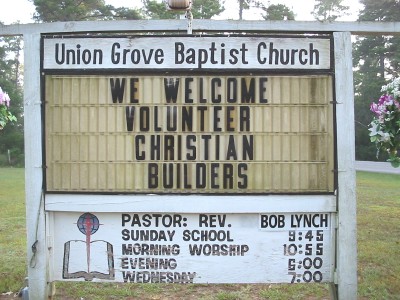 Union Grove Baptist Church
WE WELCOME
VOLUNTEER
CHRISTIAN
BUILDERS
PASTOR: REV. BOB LYNCH
SUNDAY SCHOOL 9:45
MORNING WORSHIP 10:55
EVENING 6:00
WEDNESDAY 7:00